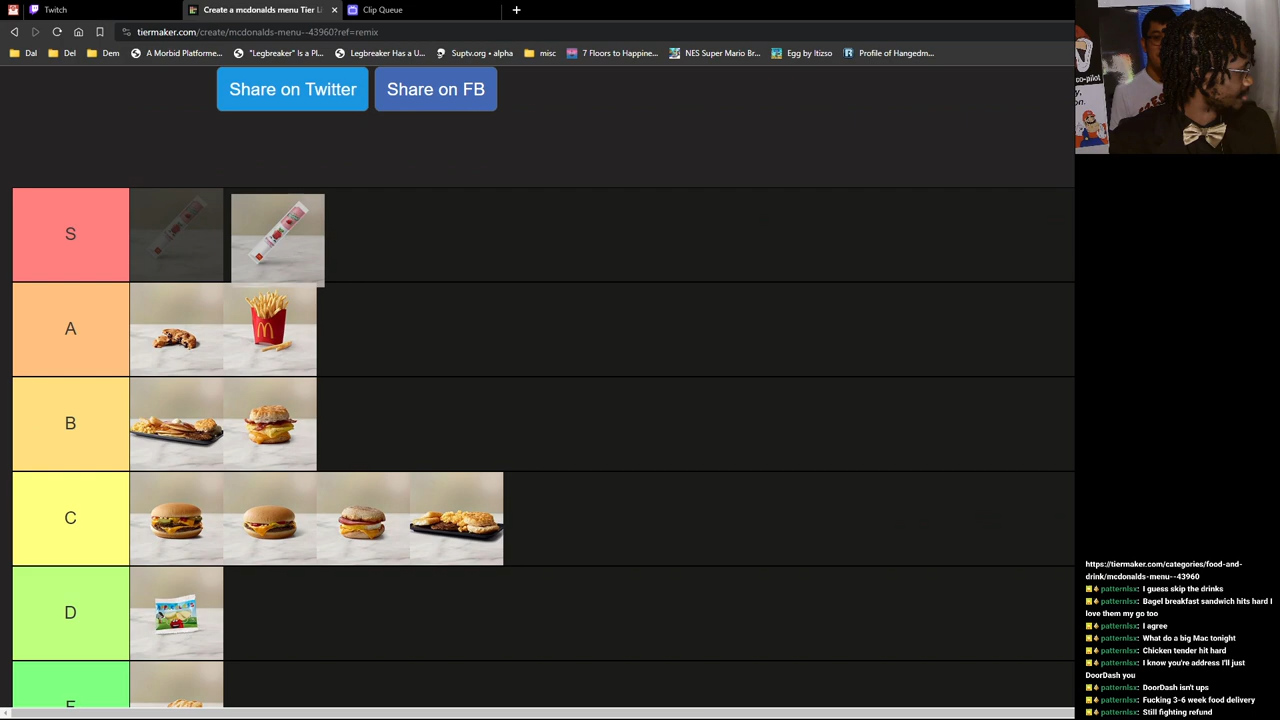 Twitch
Create a mcdonalds menu Tier Li
Clip Queue
tiermaker.com/create/mcdonalds-menu--43960?ref=remix
Dal
Del
Dem
A Morbid Platforme...
"Legbreaker" Is a Pl...
Legbreaker Has a U...
Suptv.org • alpha
misc
7 Floors to Happine...
NES Super Mario Br...
Egg by Itizso
Profile of Hangedm...
Share on Twitter
Share on FB
S
A
B
C
D
co-pilot
https://tiermaker.com/categories/food-and-
drink/mcdonalds-menu--43960
patternlsx: I guess skip the drinks
patternlsx: Bagel breakfast sandwich hits hard I
love them my go too
patternlsx: I agree
patternlsx: What do a big Mac tonight
patternlsx: Chicken tender hit hard
patternlsx: I know you're address I'll just
DoorDash you
patternlsx: DoorDash isn't ups
patternlsx: Fucking 3-6 week food delivery
patternlsx: Still fighting refund